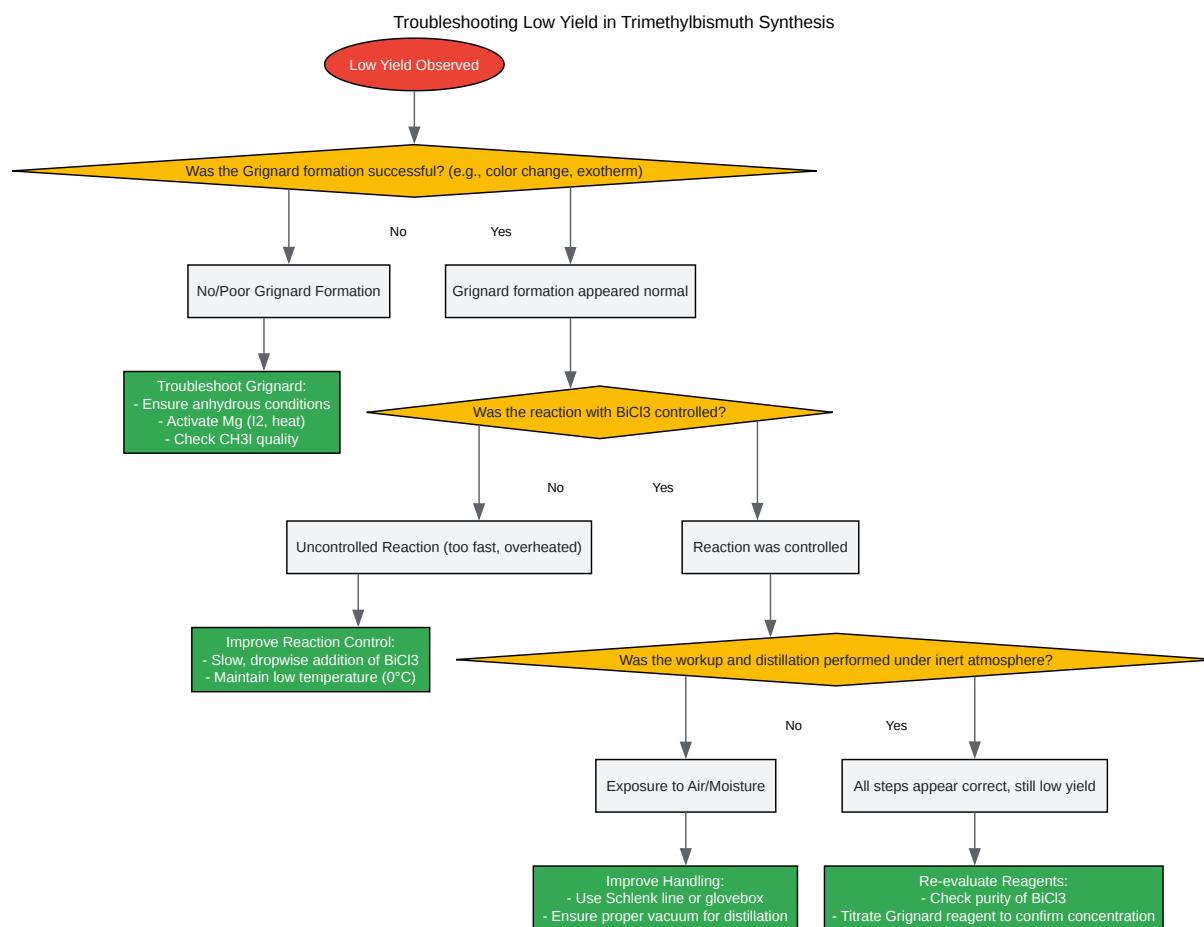 Troubleshooting Low Yield in Trimethylbismuth Synthesis
Low Yield Observed
Was the Grignard formation successful? (e.g., color change, exotherm)
No
Yes
No/Poor Grignard Formation
Grignard formation appeared normal
Troubleshoot Grignard:
- Ensure anhydrous conditions
- Activate Mg (I2, heat)
- Check CH3I quality
Was the reaction with BiCl3 controlled?
No
Yes
Uncontrolled Reaction (too fast, overheated)
Reaction was controlled
Improve Reaction Control:
- Slow, dropwise addition of BiCl3
- Maintain low temperature (0°C)
Was the workup and distillation performed under inert atmosphere?
No
Yes
Exposure to Air/Moisture
All steps appear correct, still low yield
Improve Handling:
- Use Schlenk line or glovebox
- Ensure proper vacuum for distillation
Re-evaluate Reagents:
- Check purity of BiCl3
- Titrate Grignard reagent to confirm concentration